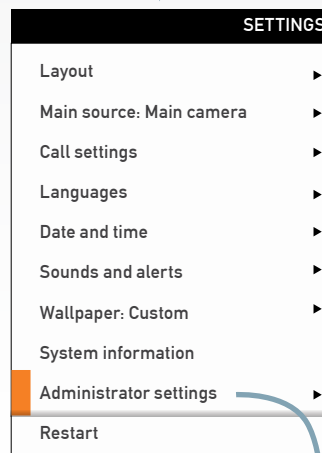 SETTINGS
Layout
Main source: Main camera
Call settings
Languages
Date and time
Sounds and alerts
Wallpaper: Custom
System information
Administrator settings
Restart